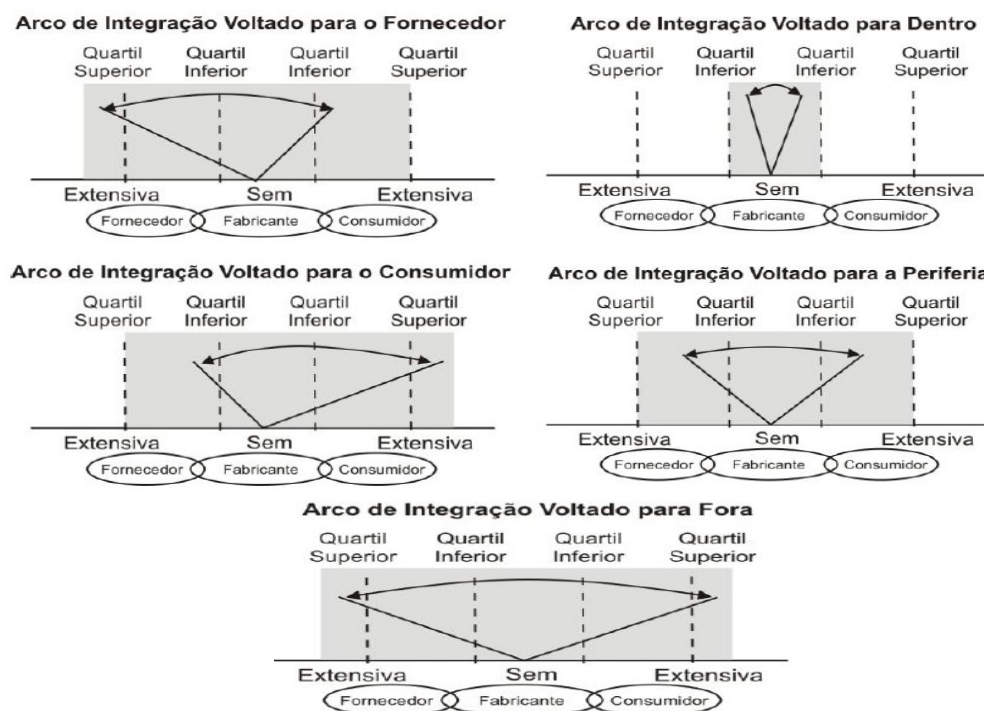 Arco de Integração Voltado para o Fornecedor
Quartil Superior
Quartil Inferior
Quartil Inferior
Quartil Superior
Extensiva
Sem
Extensiva
Fornecedor
Fabricante
Consumidor
Arco de Integração Voltado para Dentro
Quartil Superior
Quartil Inferior
Quartil Inferior
Quartil Superior
Extensiva
Sem
Extensiva
Fornecedor
Fabricante
Consumidor
Arco de Integração Voltado para o Consumidor
Quartil Superior
Quartil Inferior
Quartil Inferior
Quartil Superior
Extensiva
Sem
Extensiva
Fornecedor
Fabricante
Consumidor
Arco de Integração Voltado para a Periferia
Quartil Superior
Quartil Inferior
Quartil Inferior
Quartil Superior
Extensiva
Sem
Extensiva
Fornecedor
Fabricante
Consumidor
Arco de Integração Voltado para Fora
Quartil Superior
Quartil Inferior
Quartil Inferior
Quartil Superior
Extensiva
Sem
Extensiva
Fornecedor
Fabricante
Consumidor